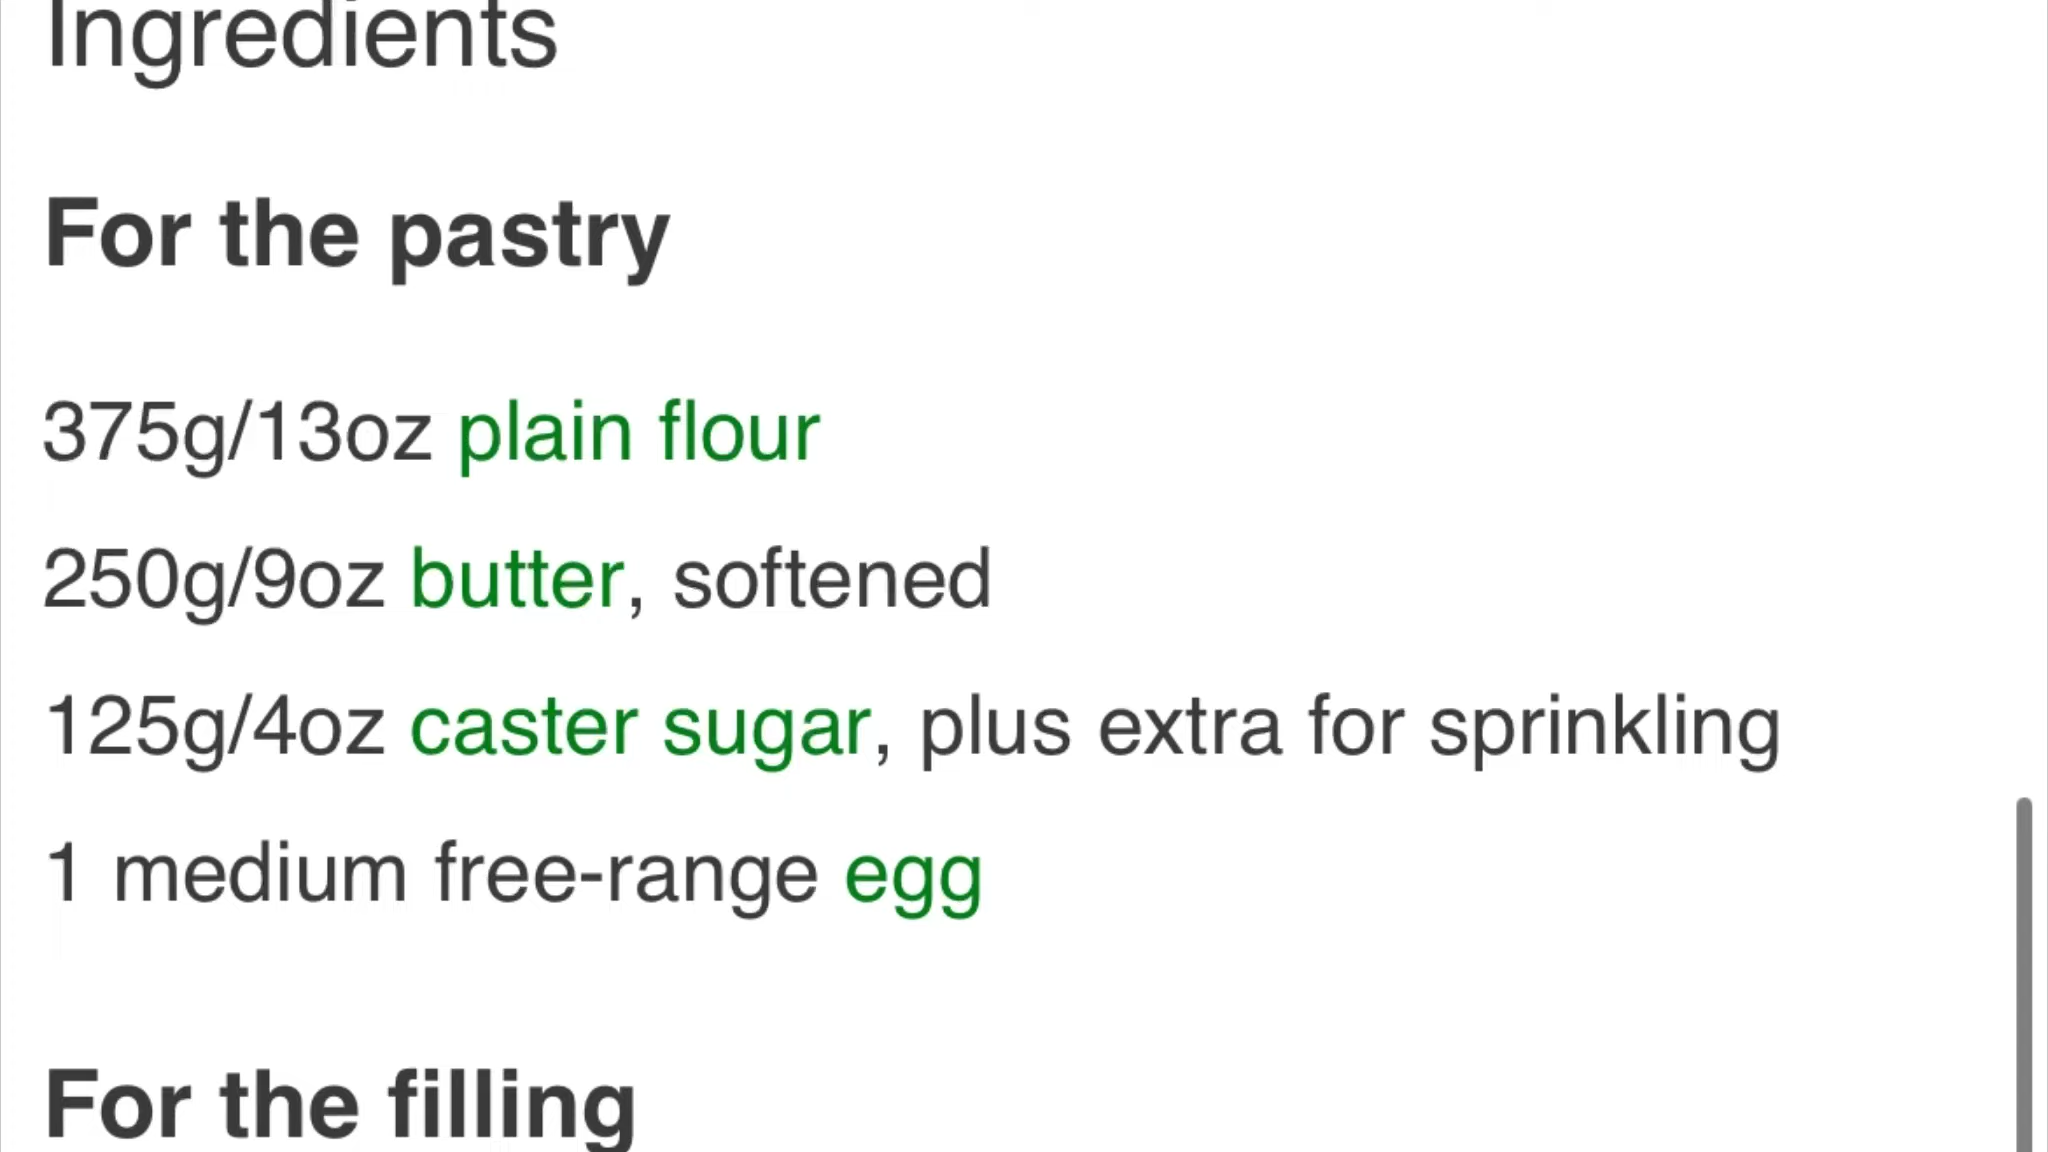 Ingredients
For the pastry
375g/13oz plain flour
250g/9oz butter, softened
125g/4oz caster sugar, plus extra for sprinkling
1 medium free-range egg
For the filling